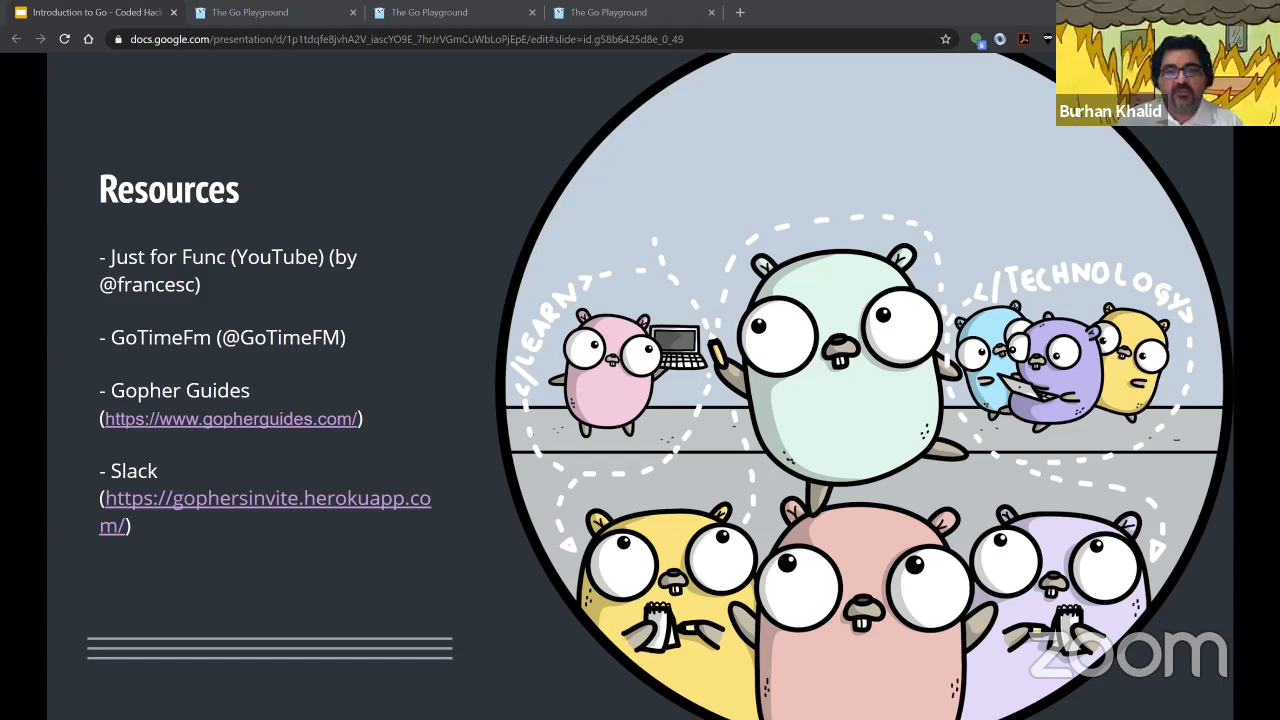 Introduction to Go - Coded Hac
The Go Playground
The Go Playground
The Go Playground
docs.google.com/presentation/d/1p1tdqfe8jvhA2V_iascYO9E_7hrJrVGmCuWbLoPjEpE/edit#slide=id.g58b6425d8e_0_49
6
Burhan Khalid
Resources
- Just for Func (YouTube) (by
@francesc)
- GoTimeFm (@GoTimeFM)
- Gopher Guides
(https://www.gopherguides.com/)
- Slack
(https://gophersinvite.herokuapp.co
m/)
</LEARN>
</TECHNOLOGY>
zoom